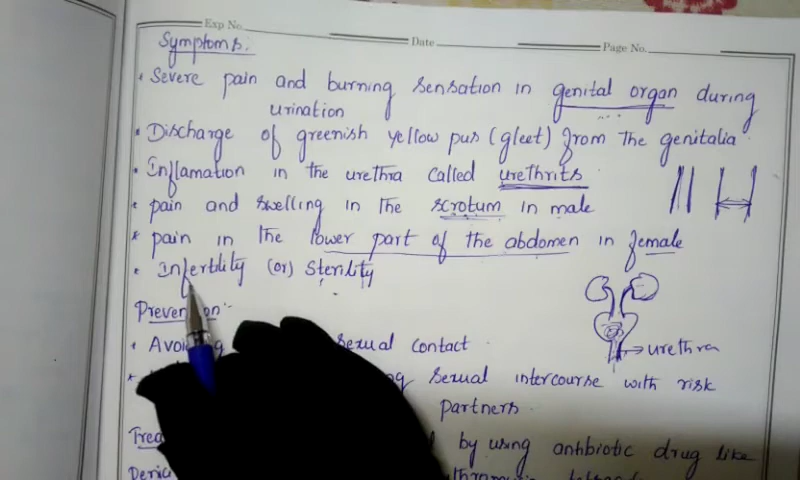 Exp No.
Date
Page No.
Symptoms.
Severe pain and burning sensation in genital organ during
urination
Discharge of greenish yellow pus (gleet) from the genitalia
Inflamation in the urethra called urethrits
pain and swelling in the scrotum in male
pain in the lower part of the abdomen in female
Infertility (or) Sterility
urethra
sexual contact
sexual intercourse with risk
partners
by using antibiotic drug like